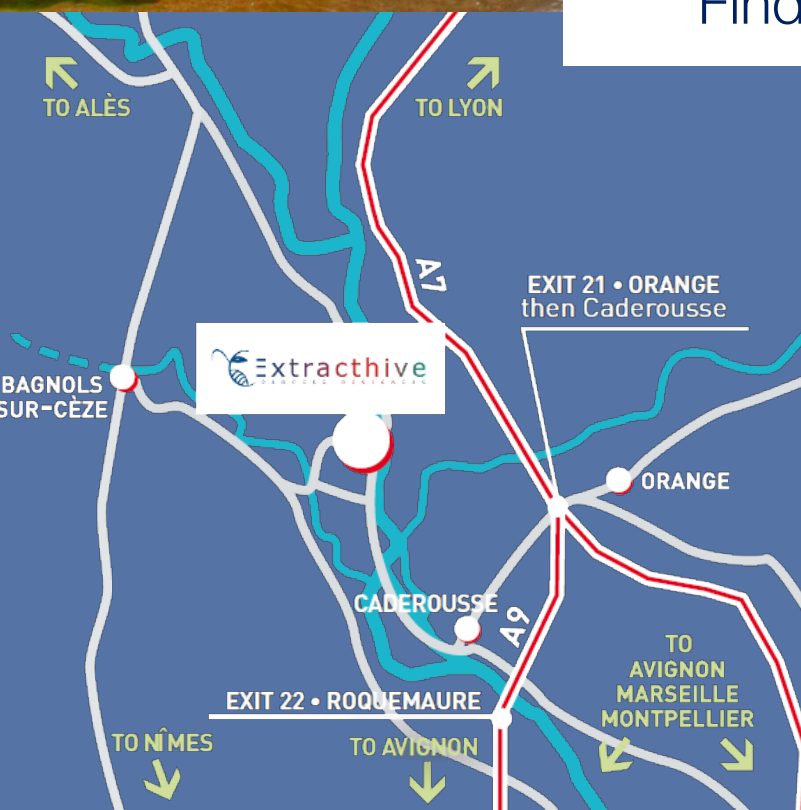 Find
TO ALÈS
TO LYON
A7
EXIT 21 • ORANGE
then Caderousse
Extracthive
BAGNOLS
SUR-CÈZE
ORANGE
CADEROUSSE
A9
TO
AVIGNON
MARSEILLE
MONTPELLIER
EXIT 22 • ROQUEMAURE
TO NÎMES
TO AVIGNON